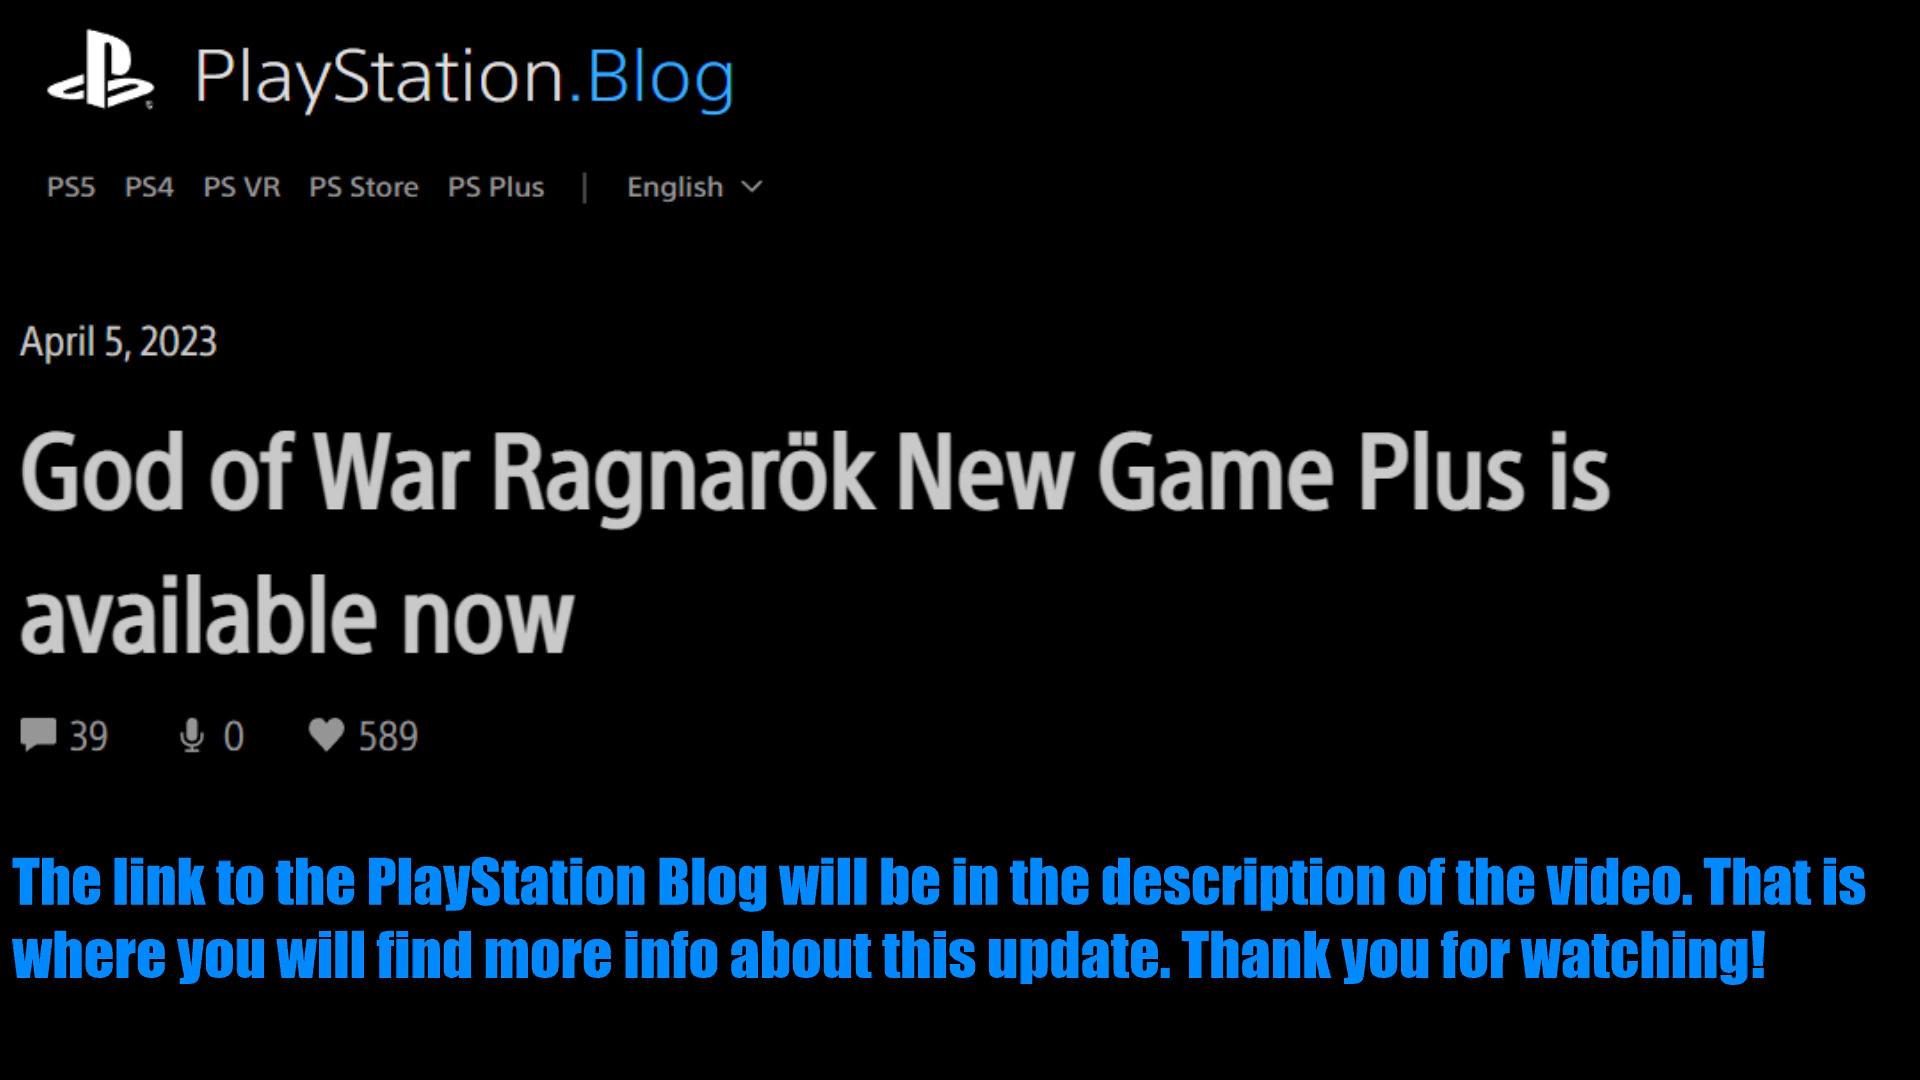 PlayStation.Blog
PS5 PS4 PS VR PS Store PS Plus | English
April 5, 2023
God of War Ragnarök New Game Plus is
available now
39 0 589
The link to the PlayStation Blog will be in the description of the video. That is
where you will find more info about this update. Thank you for watching!